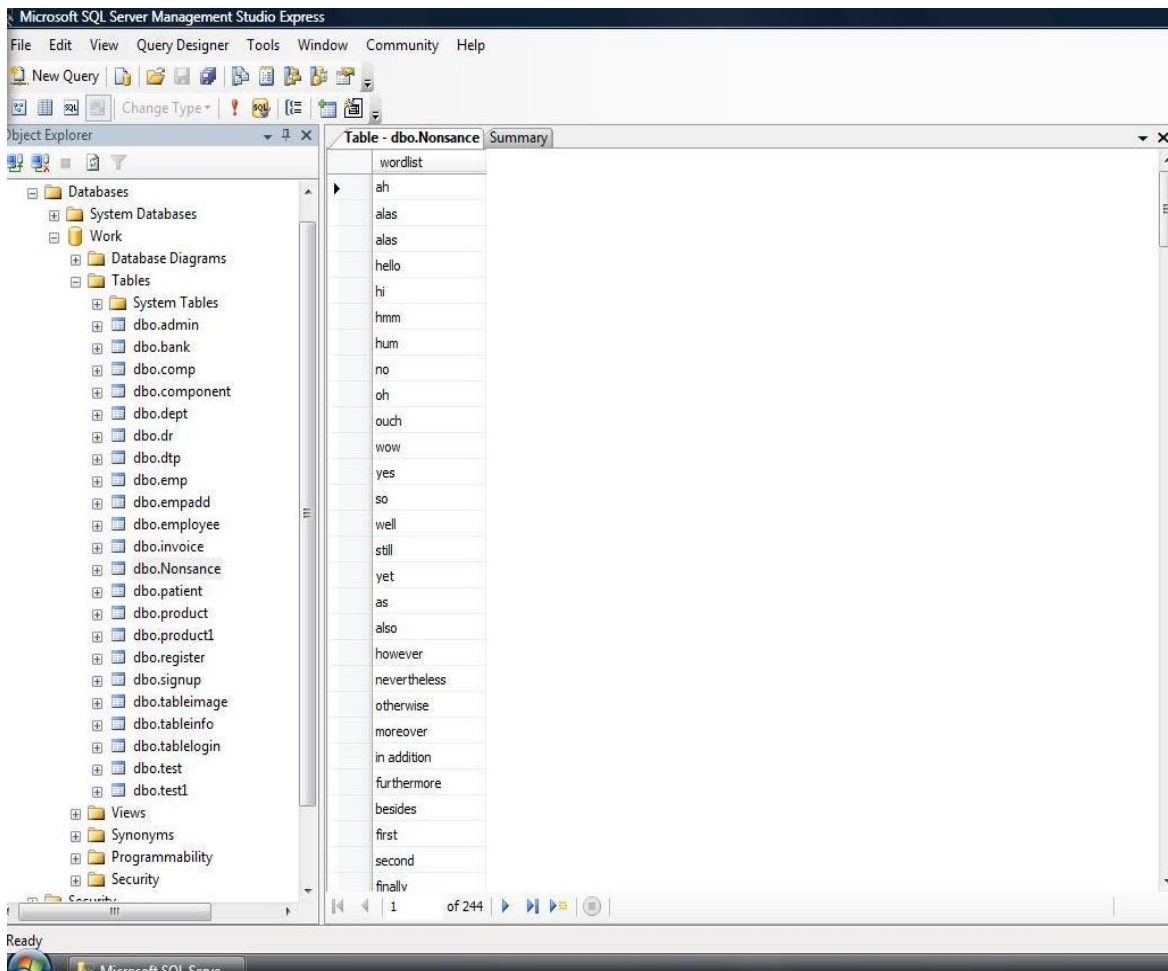 Microsoft SQL Server Management Studio Express
File Edit View Query Designer Tools Window Community Help
New Query
SQL Change Type SQL
Object Explorer
Databases
System Databases
Work
Database Diagrams
Tables
System Tables
dbo.admin
dbo.bank
dbo.comp
dbo.component
dbo.dept
dbo.dr
dbo.dtp
dbo.emp
dbo.empadd
dbo.employee
dbo.invoice
dbo.Nonsance
dbo.patient
dbo.product
dbo.product1
dbo.register
dbo.signup
dbo.tableimage
dbo.tableinfo
dbo.tablelogin
dbo.test
dbo.test1
Views
Synonyms
Programmability
Security
Security
Table - dbo.Nonsance Summary
wordlist
ah
alas
alas
hello
hi
hmm
hum
no
oh
ouch
wow
yes
so
well
still
yet
as
also
however
nevertheless
otherwise
moreover
in addition
furthermore
besides
first
second
finally
1 of 244
Ready
Microsoft SQL Serve...